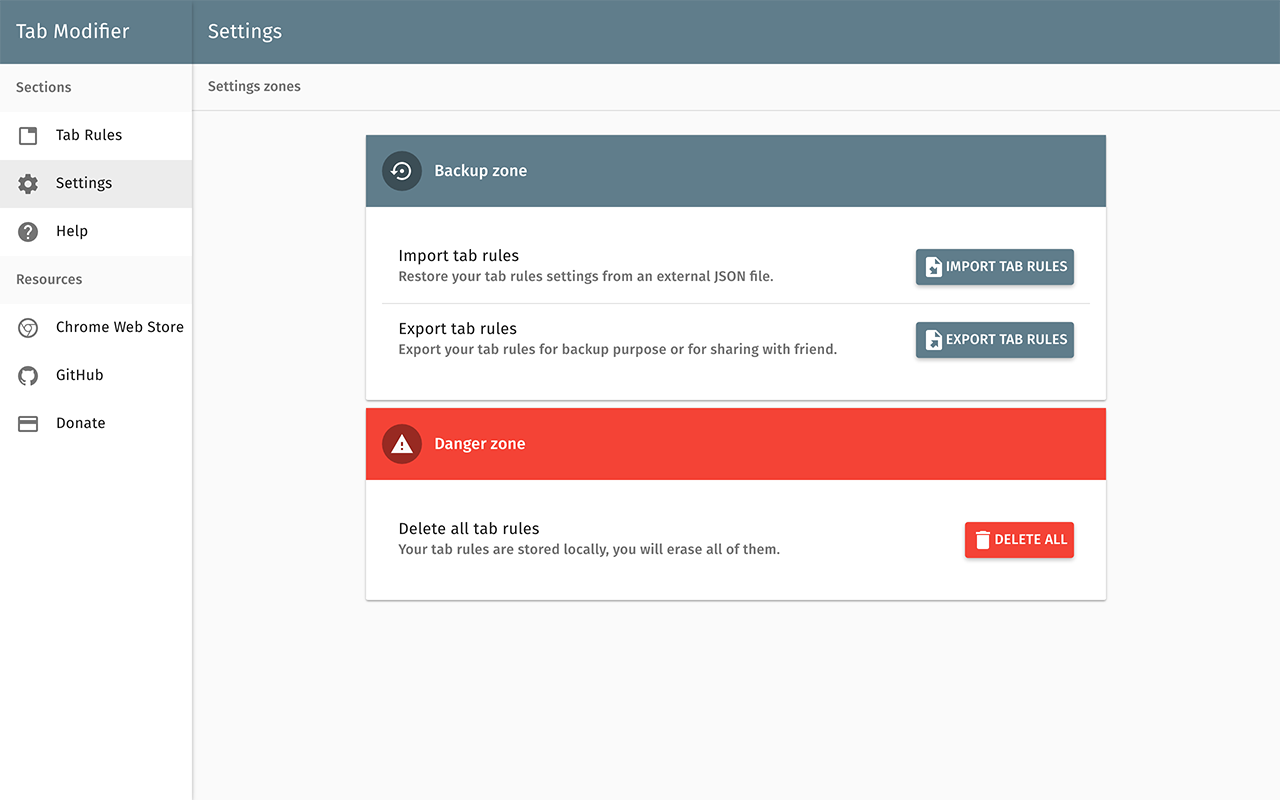 Tab Modifier
Settings
Sections
Settings zones
Tab Rules
Settings
Help
Resources
Chrome Web Store
GitHub
Donate
Backup zone
Import tab rules
Restore your tab rules settings from an external JSON file.
IMPORT TAB RULES
Export tab rules
Export your tab rules for backup purpose or for sharing with friend.
EXPORT TAB RULES
Danger zone
Delete all tab rules
Your tab rules are stored locally, you will erase all of them.
DELETE ALL